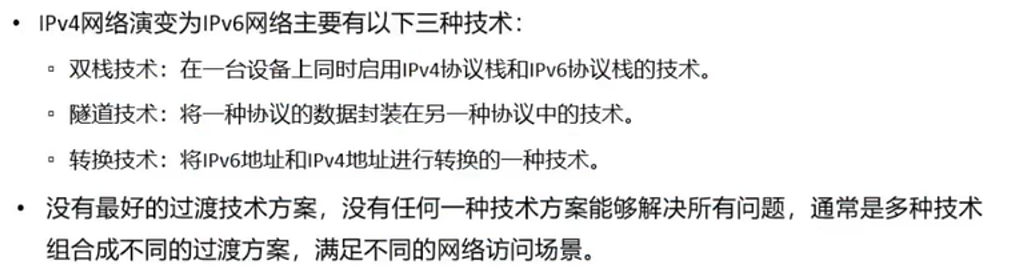 • IPv4网络演变为IPv6网络主要有以下三种技术：
▫ 双栈技术：在一台设备上同时启用IPv4协议栈和IPv6协议栈的技术。
▫ 隧道技术：将一种协议的数据封装在另一种协议中的技术。
▫ 转换技术：将IPv6地址和IPv4地址进行转换的一种技术。
• 没有最好的过渡技术方案，没有任何一种技术方案能够解决所有问题，通常是多种技术
组合成不同的过渡方案，满足不同的网络访问场景。